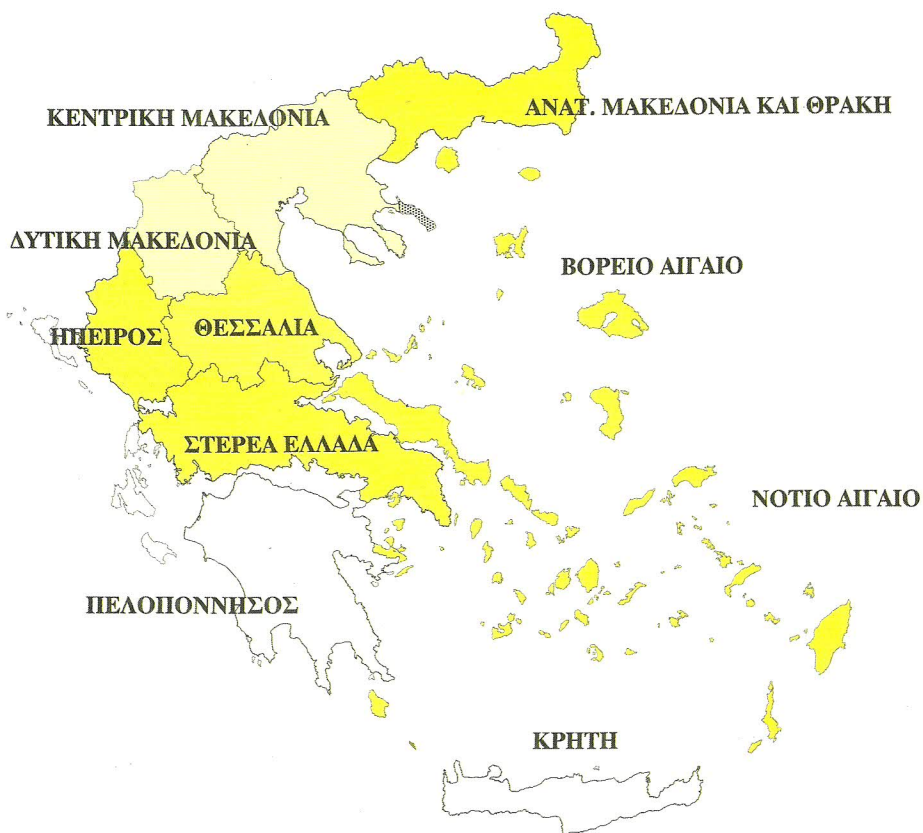 ΑΝΑΤ. ΜΑΚΕΔΟΝΙΑ ΚΑΙ ΘΡΑΚΗ
ΚΕΝΤΡΙΚΗ ΜΑΚΕΔΟΝΙΑ
ΔΥΤΙΚΗ ΜΑΚΕΔΟΝΙΑ
ΒΟΡΕΙΟ ΑΙΓΑΙΟ
ΗΠΕΙΡΟΣ
ΘΕΣΣΑΛΙΑ
ΣΤΕΡΕΑ ΕΛΛΑΔΑ
ΝΟΤΙΟ ΑΙΓΑΙΟ
ΠΕΛΟΠΟΝΝΗΣΟΣ
ΚΡΗΤΗ